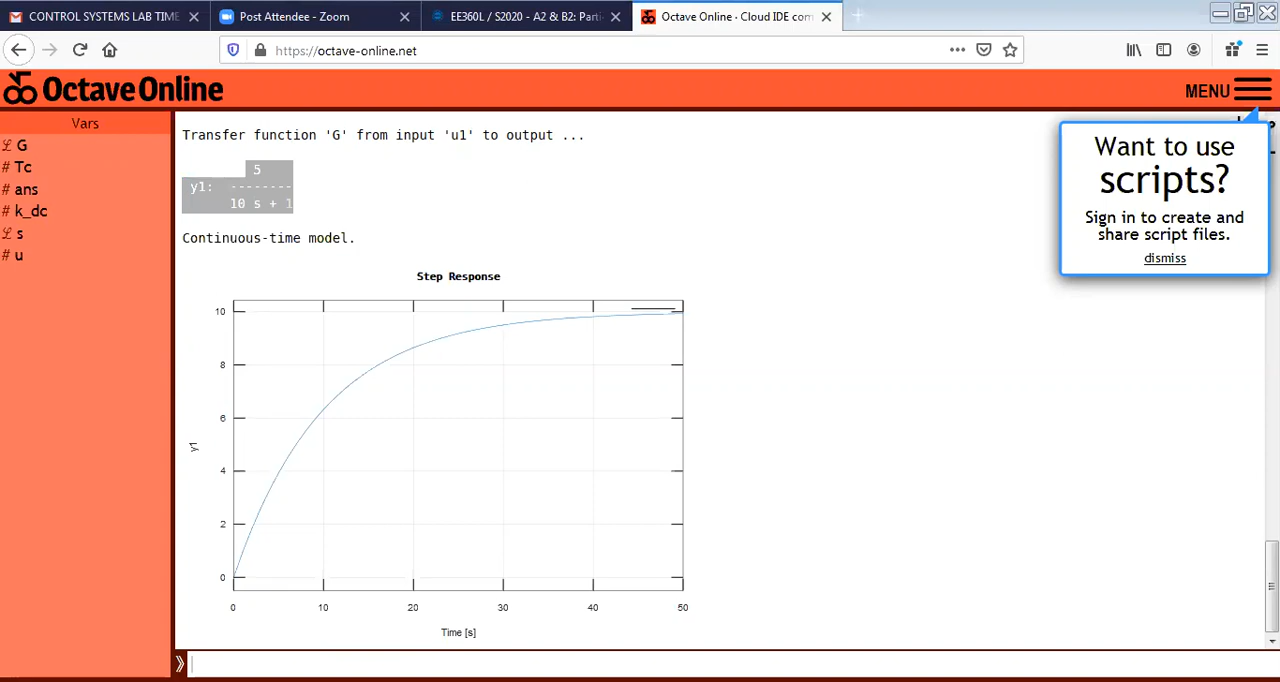 CONTROL SYSTEMS LAB TIME
Post Attendee - Zoom
EE360L / S2020 - A2 & B2: Parti
Octave Online · Cloud IDE com
https://octave-online.net
Octave Online
MENU
Vars
G
Tc
ans
k_dc
s
u
Transfer function 'G' from input 'u1' to output ...
5
y1: --------
10 s + 1
Continuous-time model.
Want to use
scripts?
Sign in to create and
share script files.
dismiss
Step Response
10
8
6
4
2
0
y1
0 10 20 30 40 50
Time [s]